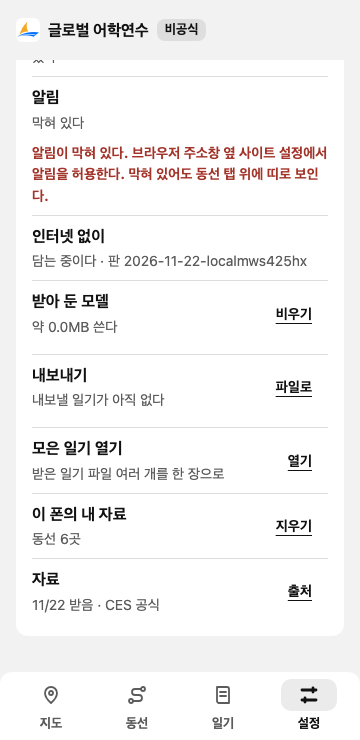 글로벌 어학연수 비공식
알림
막혀 있다
알림이 막혀 있다. 브라우저 주소창 옆 사이트 설정에서
알림을 허용한다. 막혀 있어도 동선 탭 위에 띠로 보인
다.
인터넷 없이
담는 중이다 · 판 2026-11-22-localmws425hx
받아 둔 모델
약 0.0MB 쓴다
비우기
내보내기
내보낼 일기가 아직 없다
파일로
모은 일기 열기
받은 일기 파일 여러 개를 한 장으로
열기
이 폰의 내 자료
동선 6곳
지우기
자료
11/22 받음 · CES 공식
출처
지도 동선 일기 설정